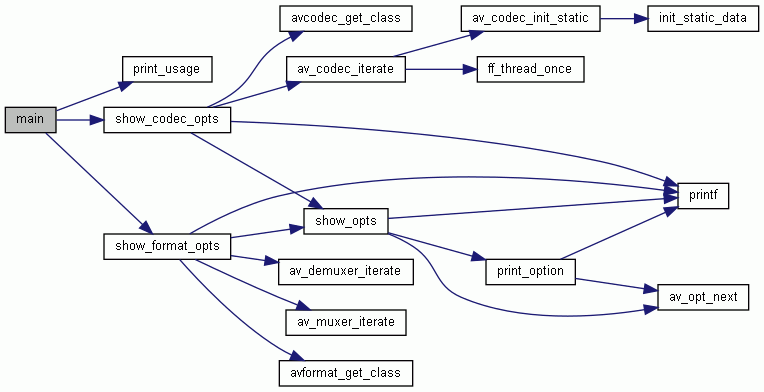 avcodec_get_class
av_codec_init_static
init_static_data
print_usage
av_codec_iterate
ff_thread_once
main
show_codec_opts
printf
show_opts
show_format_opts
av_demuxer_iterate
print_option
av_opt_next
av_muxer_iterate
avformat_get_class